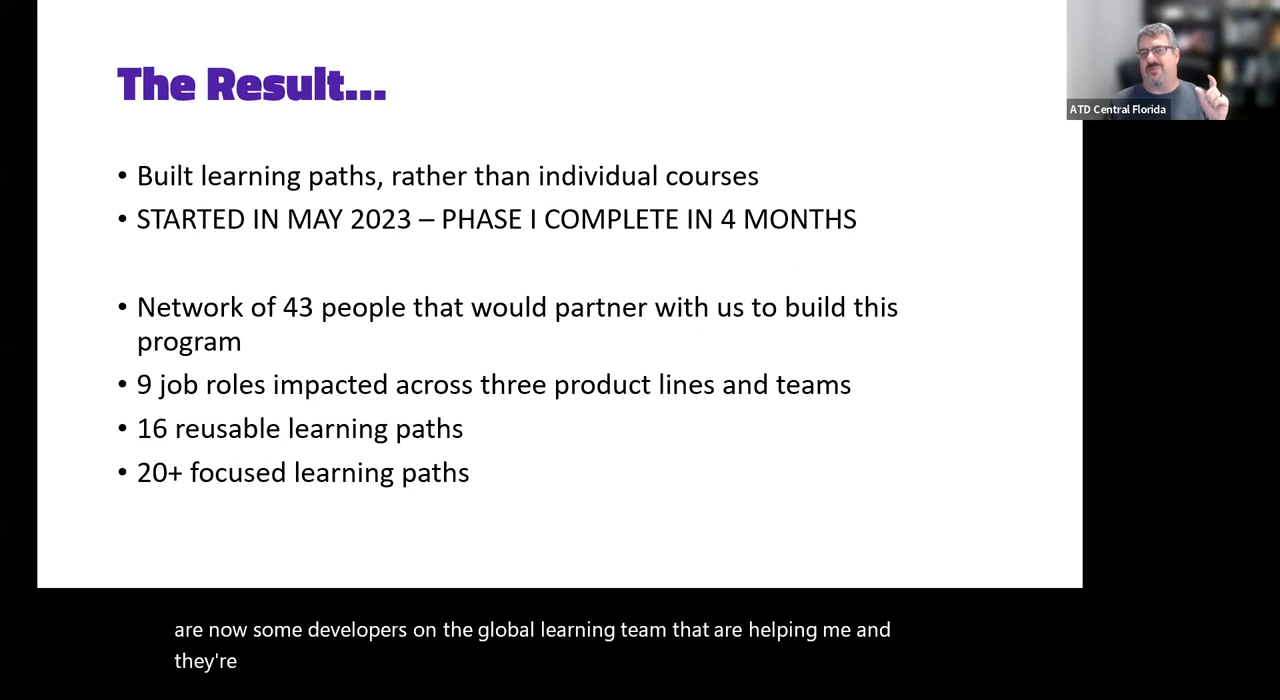 The Result...
• Built learning paths, rather than individual courses
• STARTED IN MAY 2023 – PHASE I COMPLETE IN 4 MONTHS
• Network of 43 people that would partner with us to build this
program
• 9 job roles impacted across three product lines and teams
• 16 reusable learning paths
• 20+ focused learning paths
ATD Central Florida
are now some developers on the global learning team that are helping me and
they're